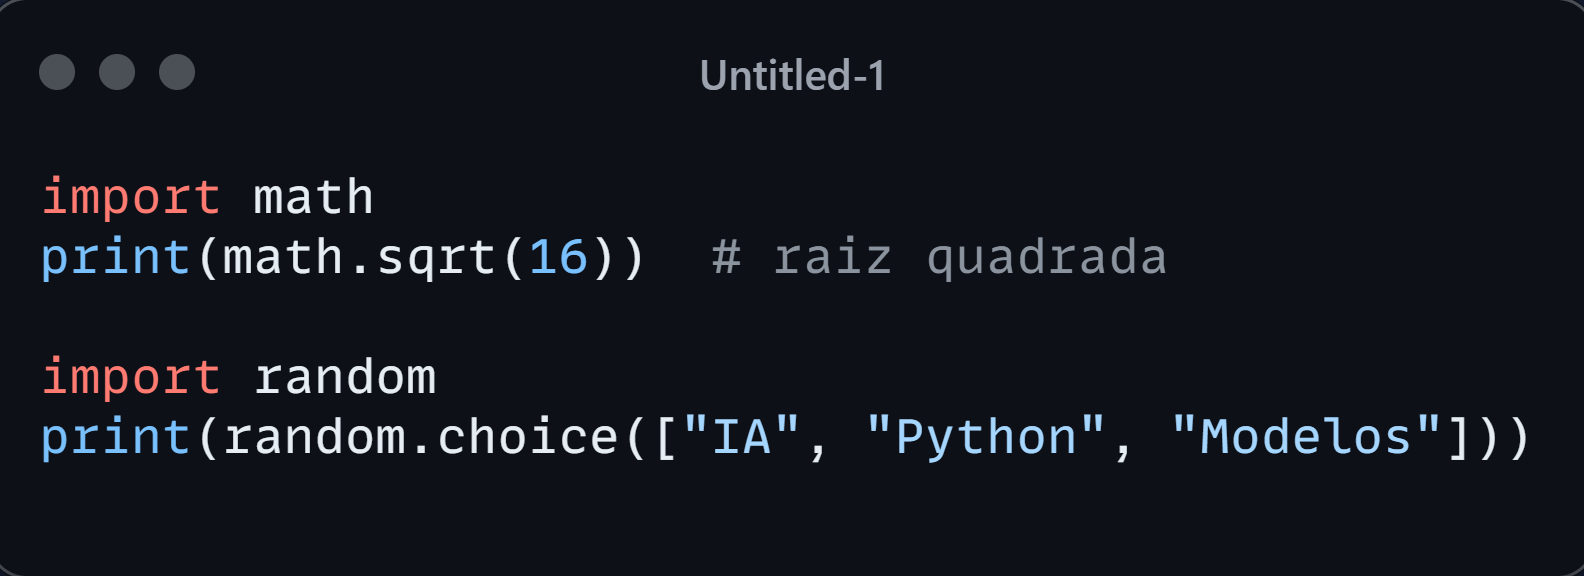 Untitled-1
import math
print(math.sqrt(16))  # raiz quadrada
import random
print(random.choice(["IA", "Python", "Modelos"]))